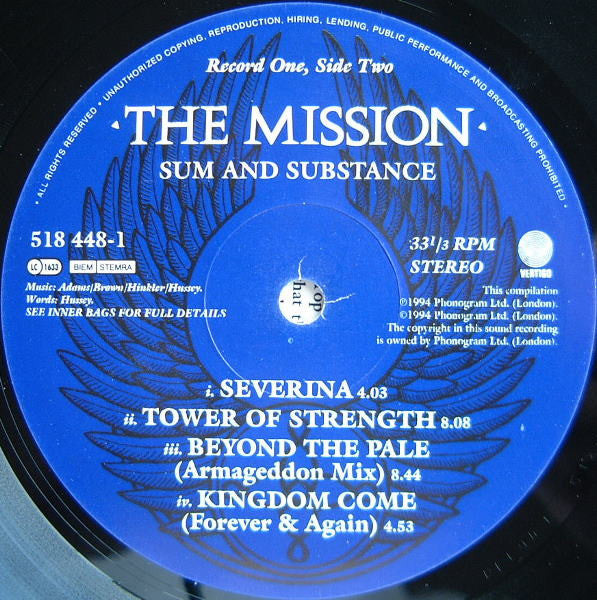 • ALL RIGHTS RESERVED • UNAUTHORIZED COPYING, REPRODUCTION, HIRING, LENDING, PUBLIC PERFORMANCE AND BROADCASTING PROHIBITED •
Record One, Side Two
THE MISSION
SUM AND SUBSTANCE
518 448-1
33 1/3 RPM
STEREO
LC 1633 BIEM STEMRA
VERTIGO
Music: Adams/Brown/Hinkler/Hussey.
Words: Hussey.
SEE INNER BAGS FOR FULL DETAILS
This compilation
℗1994 Phonogram Ltd. (London).
©1994 Phonogram Ltd. (London).
The copyright in this sound recording
is owned by Phonogram Ltd. (London).
i. SEVERINA 4.03
ii. TOWER OF STRENGTH 8.08
iii. BEYOND THE PALE
(Armageddon Mix) 8.44
iv. KINGDOM COME
(Forever & Again) 4.53